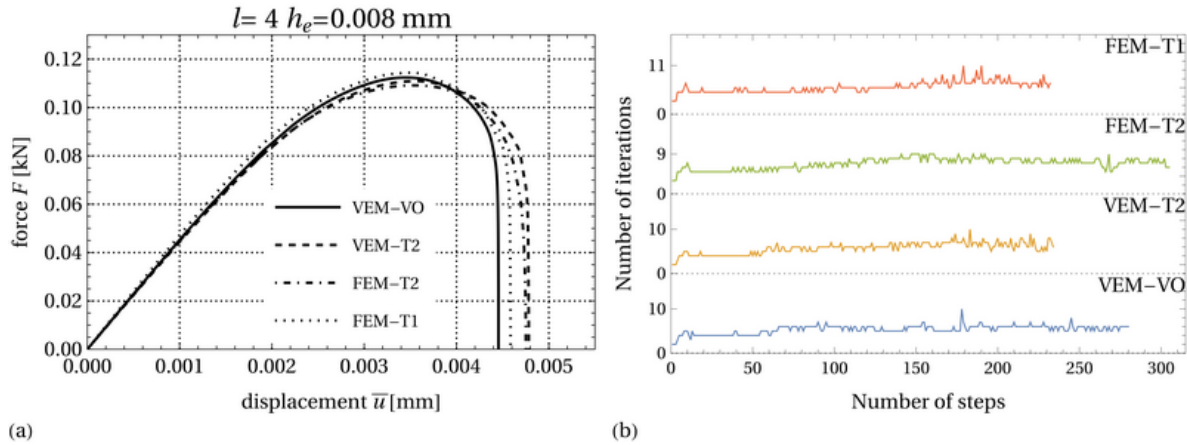 l= 4 hₑ=0.008 mm
0.12
0.10
0.08
0.06
0.04
0.02
0.00
force F [kN]
VEM−VO
VEM−T2
FEM−T2
FEM−T1
0.000 0.001 0.002 0.003 0.004 0.005
displacement u̅ [mm]
(a)
FEM−T1
11
0
FEM−T2
9
0
VEM−T2
10
0
VEM−VO
10
0
Number of iterations
0 50 100 150 200 250 300
Number of steps
(b)